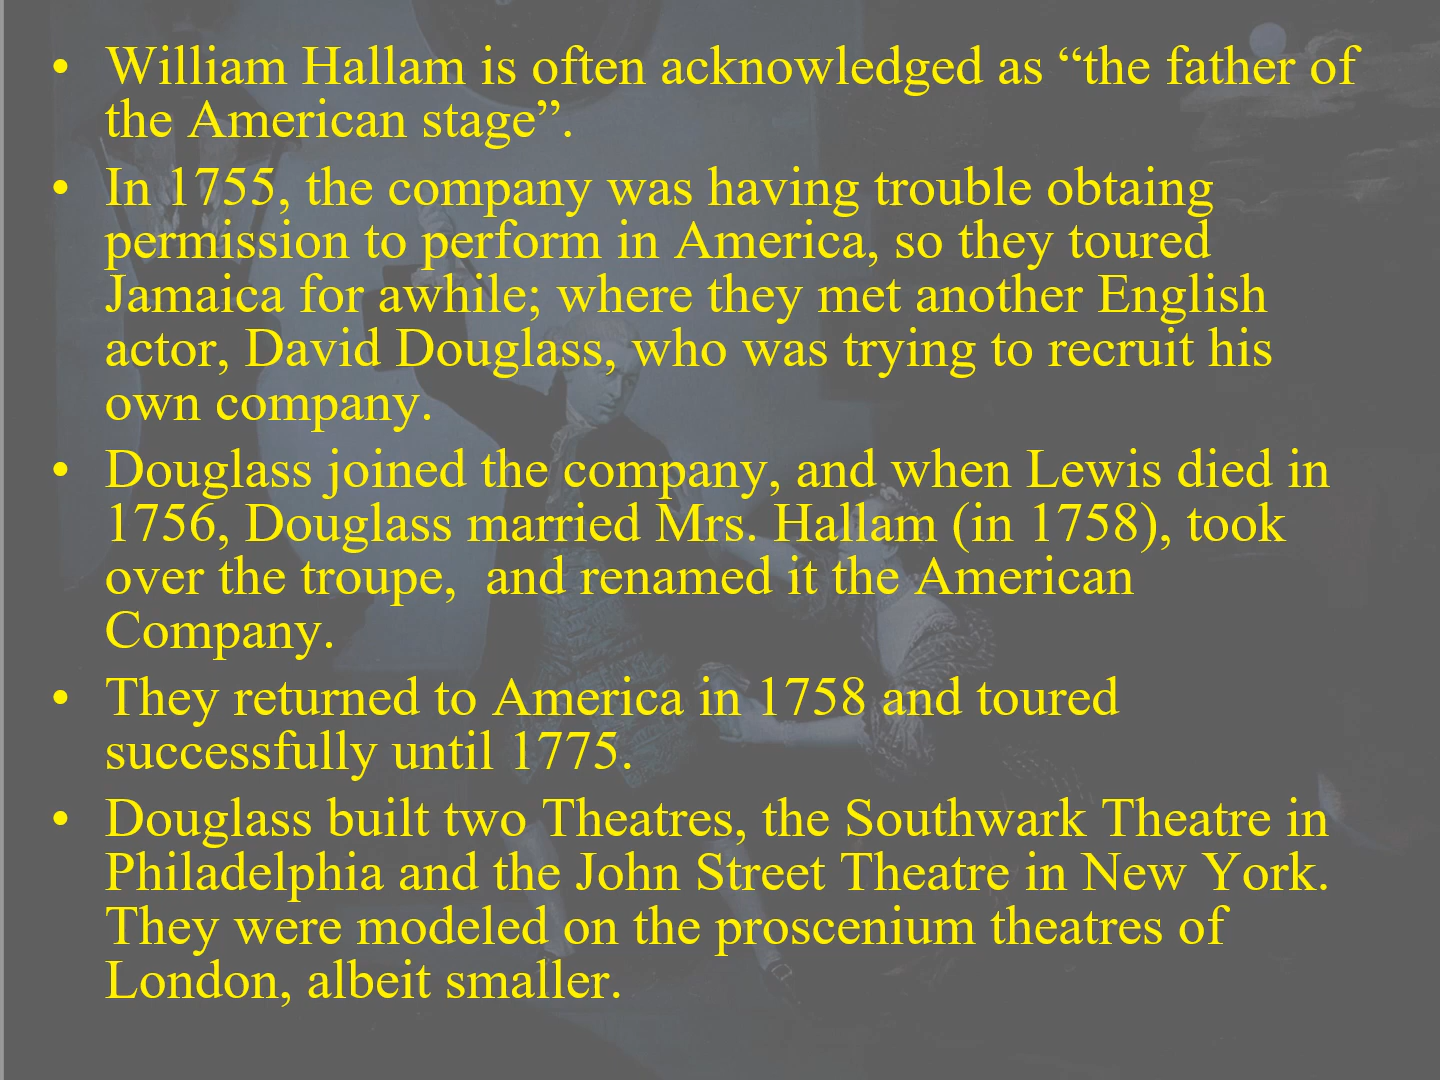 • William Hallam is often acknowledged as “the father of
the American stage”.
• In 1755, the company was having trouble obtaing
permission to perform in America, so they toured
Jamaica for awhile; where they met another English
actor, David Douglass, who was trying to recruit his
own company.
• Douglass joined the company, and when Lewis died in
1756, Douglass married Mrs. Hallam (in 1758), took
over the troupe,  and renamed it the American
Company.
• They returned to America in 1758 and toured
successfully until 1775.
• Douglass built two Theatres, the Southwark Theatre in
Philadelphia and the John Street Theatre in New York.
They were modeled on the proscenium theatres of
London, albeit smaller.